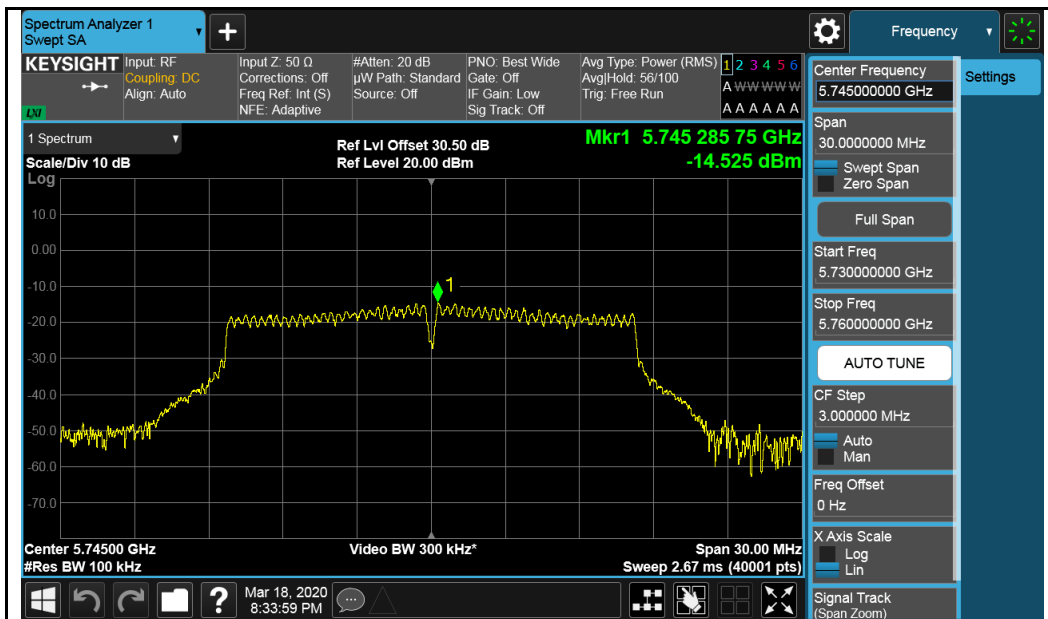 Spectrum Analyzer 1
Swept SA
Frequency
KEYSIGHT
LXI
Input: RF
Coupling: DC
Align: Auto
Input Z: 50 Ω
Corrections: Off
Freq Ref: Int (S)
NFE: Adaptive
#Atten: 20 dB
µW Path: Standard
Source: Off
PNO: Best Wide
Gate: Off
IF Gain: Low
Sig Track: Off
Avg Type: Power (RMS)
Avg|Hold: 56/100
Trig: Free Run
1 2 3 4 5 6
A W W W W W
A A A A A A
1 Spectrum
Scale/Div 10 dB
Log
Ref Lvl Offset 30.50 dB
Ref Level 20.00 dBm
Mkr1 5.745 285 75 GHz
-14.525 dBm
10.0
0.00
-10.0
-20.0
-30.0
-40.0
-50.0
-60.0
-70.0
1
Center 5.74500 GHz
#Res BW 100 kHz
Video BW 300 kHz*
Span 30.00 MHz
Sweep 2.67 ms (40001 pts)
Mar 18, 2020
8:33:59 PM
Center Frequency
5.745000000 GHz
Settings
Span
30.0000000 MHz
Swept Span
Zero Span
Full Span
Start Freq
5.730000000 GHz
Stop Freq
5.760000000 GHz
AUTO TUNE
CF Step
3.000000 MHz
Auto
Man
Freq Offset
0 Hz
X Axis Scale
Log
Lin
Signal Track
(Span Zoom)